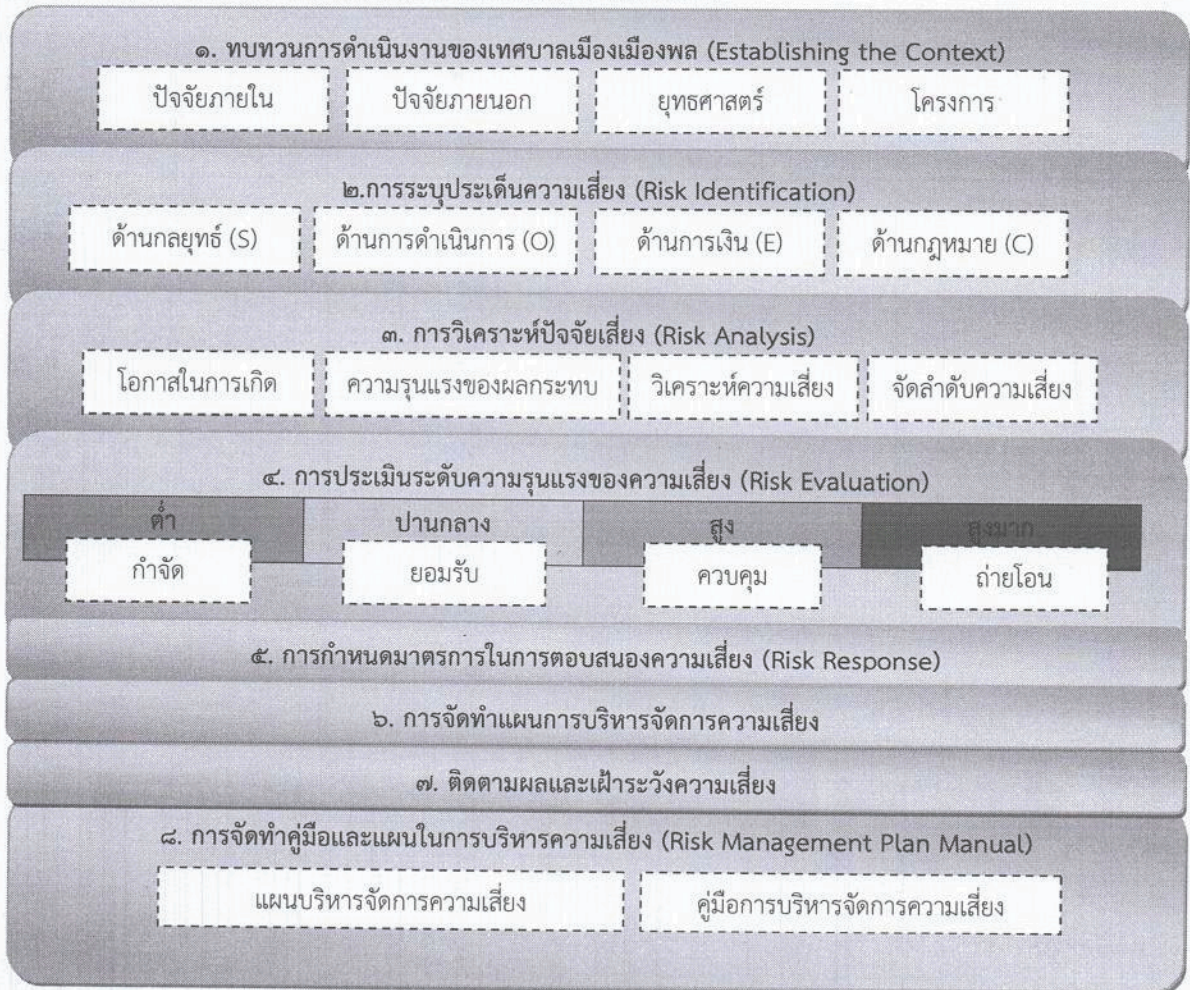 ๑. ทบทวนการดำเนินงานของเทศบาลเมืองเมืองพล (Establishing the Context)
ปัจจัยภายใน ปัจจัยภายนอก ยุทธศาสตร์ โครงการ
๒.การระบุประเด็นความเสี่ยง (Risk Identification)
ด้านกลยุทธ์ (S) ด้านการดำเนินการ (O) ด้านการเงิน (E) ด้านกฎหมาย (C)
๓. การวิเคราะห์ปัจจัยเสี่ยง (Risk Analysis)
โอกาสในการเกิด ความรุนแรงของผลกระทบ วิเคราะห์ความเสี่ยง จัดลำดับความเสี่ยง
๔. การประเมินระดับความรุนแรงของความเสี่ยง (Risk Evaluation)
ต่ำ ปานกลาง สูง สูงมาก
กำจัด ยอมรับ ควบคุม ถ่ายโอน
๕. การกำหนดมาตรการในการตอบสนองความเสี่ยง (Risk Response)
๖. การจัดทำแผนการบริหารจัดการความเสี่ยง
๗. ติดตามผลและเฝ้าระวังความเสี่ยง
๘. การจัดทำคู่มือและแผนในการบริหารความเสี่ยง (Risk Management Plan Manual)
แผนบริหารจัดการความเสี่ยง คู่มือการบริหารจัดการความเสี่ยง